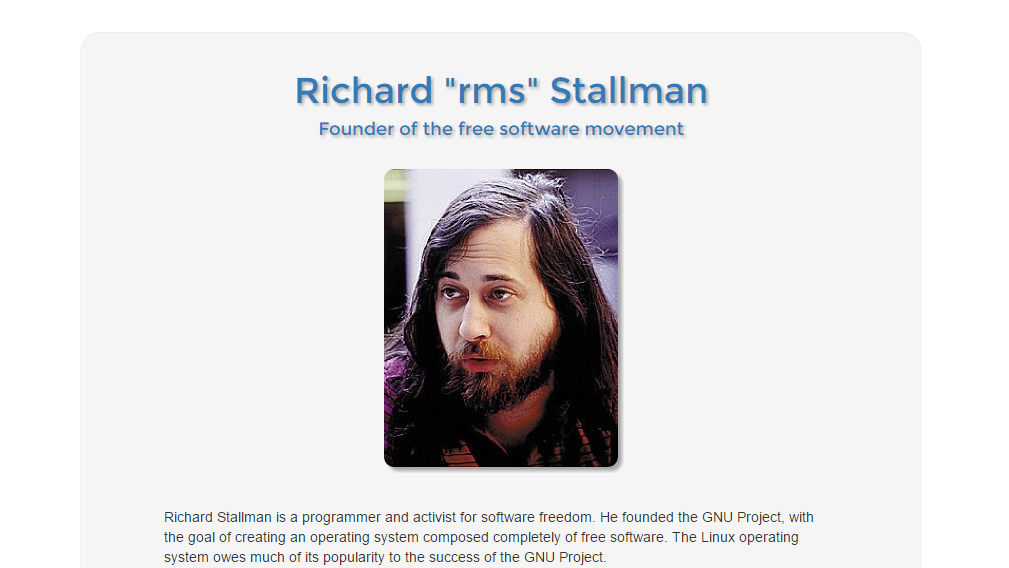 Richard "rms" Stallman
Founder of the free software movement
Richard Stallman is a programmer and activist for software freedom. He founded the GNU Project, with
the goal of creating an operating system composed completely of free software. The Linux operating
system owes much of its popularity to the success of the GNU Project.